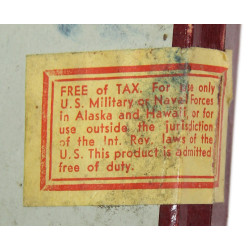 FREE of TAX. For the only
U.S. Military or Naval Forces
in Alaska and Hawaii or for
use outside the jurisdiction
of the Int. Rev. laws of the
U.S. This product is admitted
free of duty.